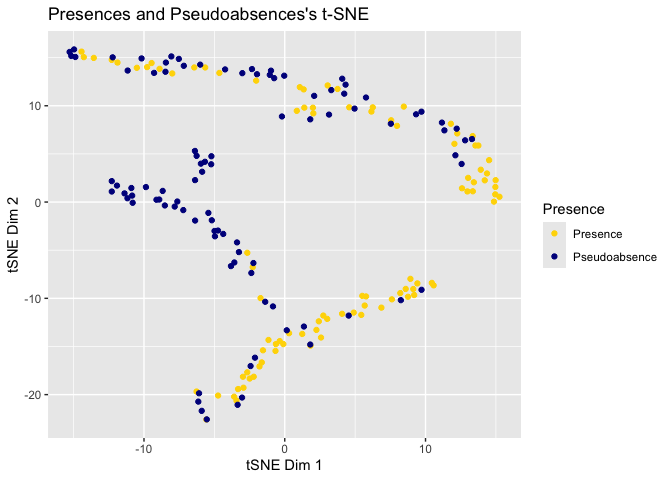 Presences and Pseudoabsences's t-SNE
10
0
-10
-20
tSNE Dim 2
-10
0
10
tSNE Dim 1
Presence
Presence
Pseudoabsence